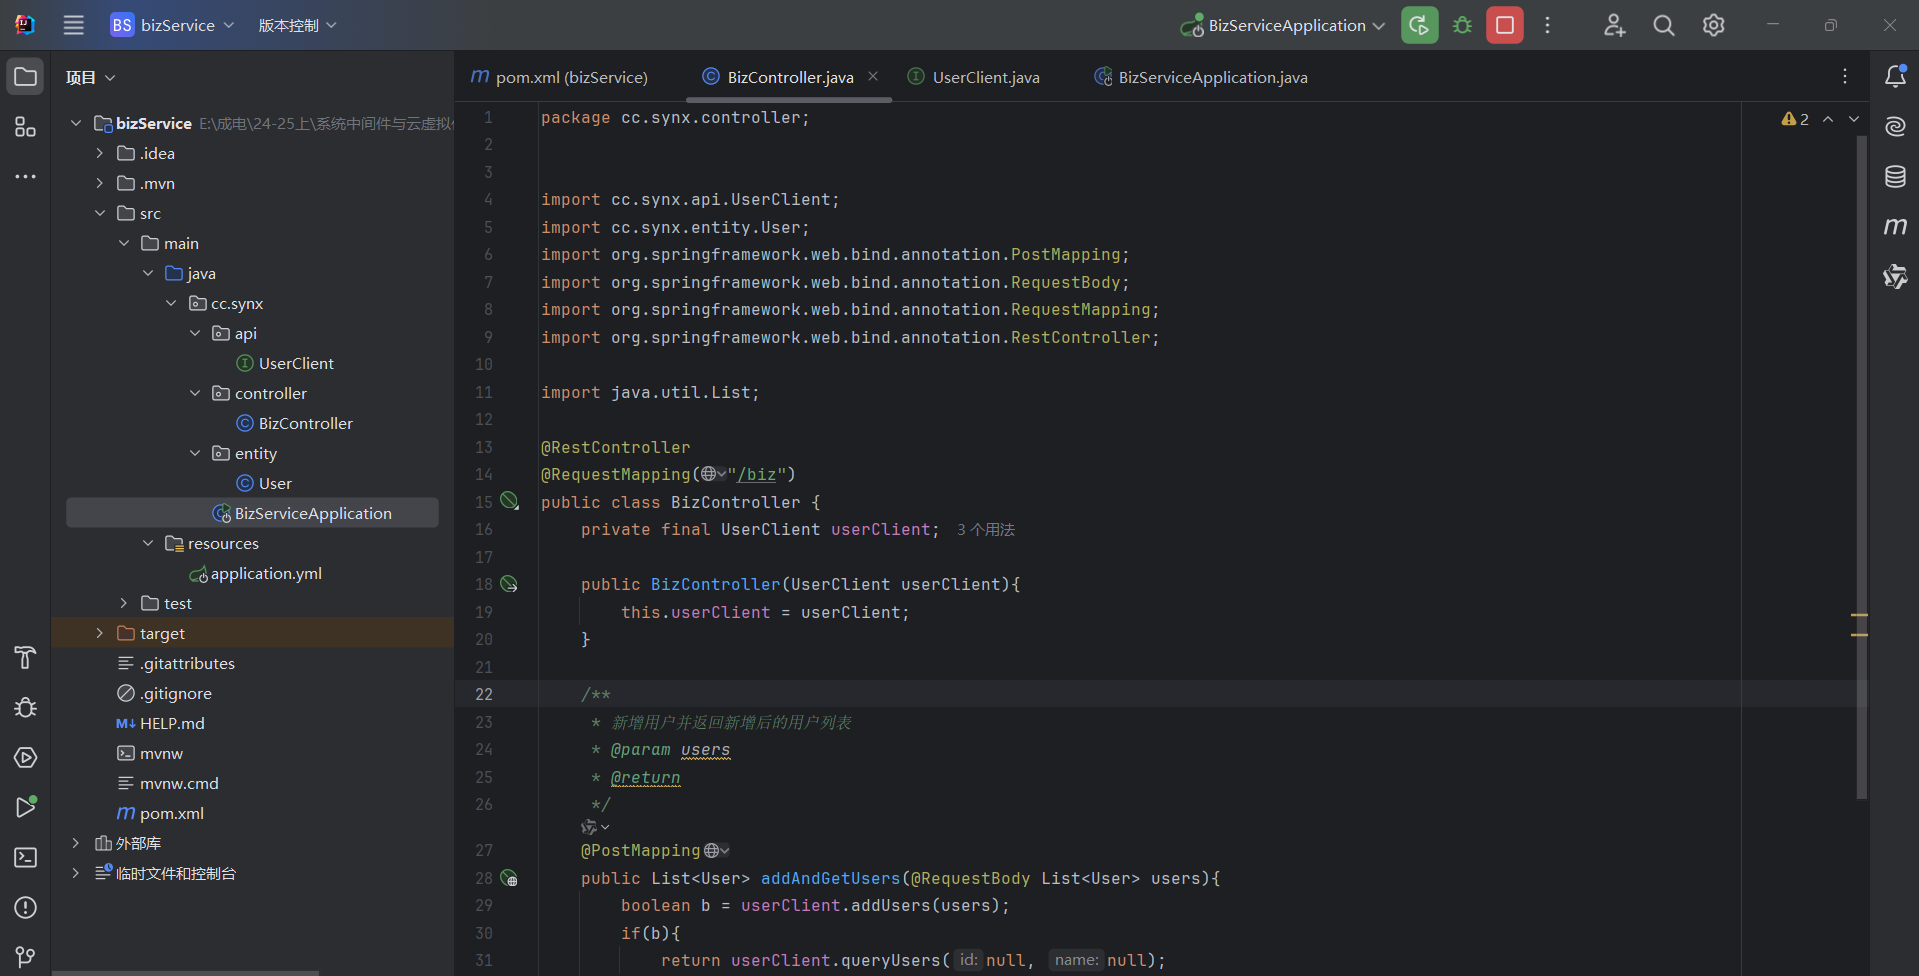 BS bizService 版本控制 BizServiceApplication
项目
pom.xml (bizService) BizController.java UserClient.java BizServiceApplication.java
bizService E:\成电\24-25上\系统中间件与云虚拟
.idea
.mvn
src
main
java
cc.synx
api
UserClient
controller
BizController
entity
User
BizServiceApplication
resources
application.yml
test
target
.gitattributes
.gitignore
HELP.md
mvnw
mvnw.cmd
pom.xml
外部库
临时文件和控制台
2
1 package cc.synx.controller;
2
3
4 import cc.synx.api.UserClient;
5 import cc.synx.entity.User;
6 import org.springframework.web.bind.annotation.PostMapping;
7 import org.springframework.web.bind.annotation.RequestBody;
8 import org.springframework.web.bind.annotation.RequestMapping;
9 import org.springframework.web.bind.annotation.RestController;
10
11 import java.util.List;
12
13 @RestController
14 @RequestMapping("/biz")
15 public class BizController {
16 private final UserClient userClient; 3 个用法
17
18 public BizController(UserClient userClient){
19 this.userClient = userClient;
20 }
21
22 /**
23 * 新增用户并返回新增后的用户列表
24 * @param users
25 * @return
26 */
27 @PostMapping
28 public List<User> addAndGetUsers(@RequestBody List<User> users){
29 boolean b = userClient.addUsers(users);
30 if(b){
31 return userClient.queryUsers( id: null, name: null);